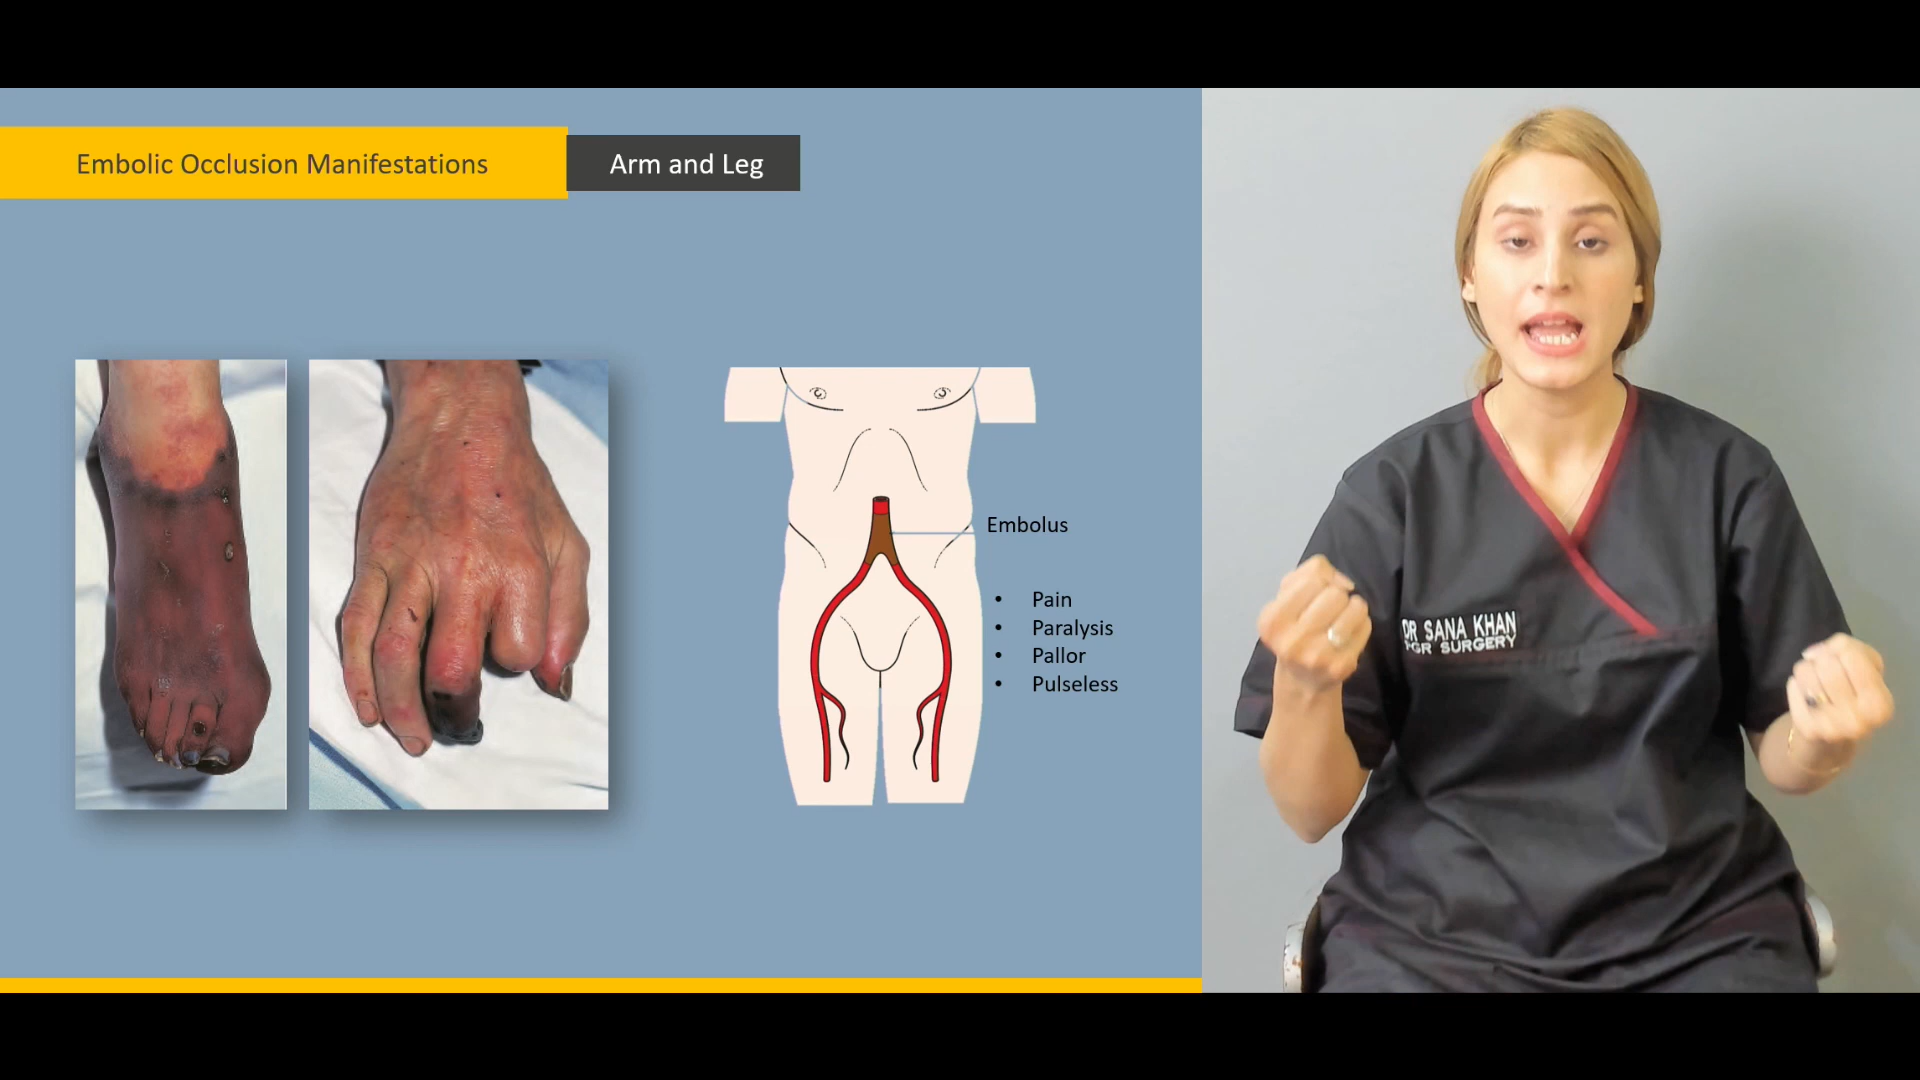 Embolic Occlusion Manifestations
Arm and Leg
Embolus
• Pain
• Paralysis
• Pallor
• Pulseless
DR SANA KHAN
PGR SURGERY